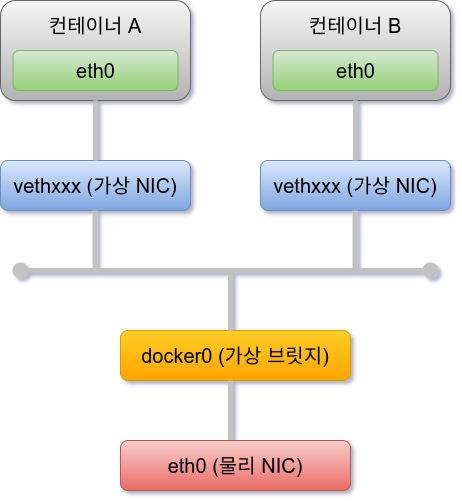 컨테이너 A
컨테이너 B
eth0
eth0
vethxxx (가상 NIC)
vethxxx (가상 NIC)
docker0 (가상 브릿지)
eth0 (물리 NIC)